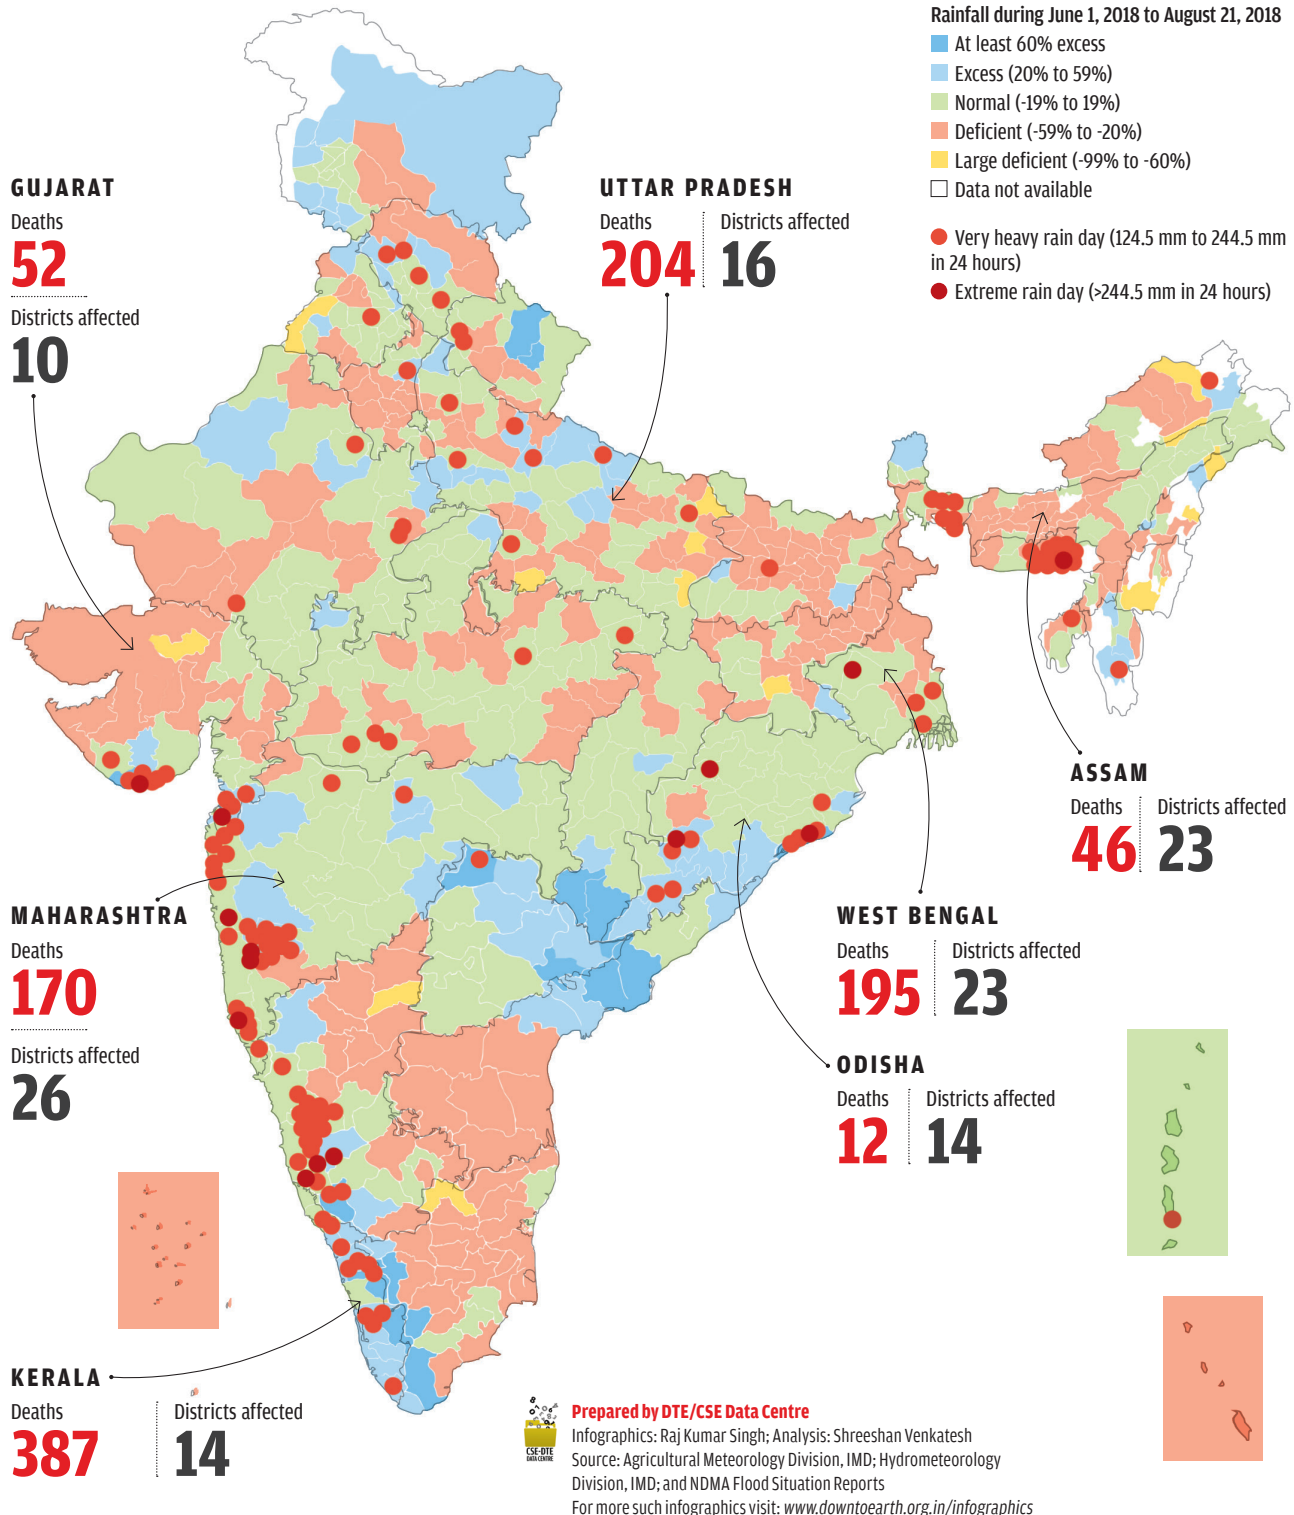 Rainfall during June 1, 2018 to August 21, 2018
At least 60% excess
Excess (20% to 59%)
Normal (-19% to 19%)
Deficient (-59% to -20%)
Large deficient (-99% to -60%)
Data not available
Very heavy rain day (124.5 mm to 244.5 mm
in 24 hours)
Extreme rain day (>244.5 mm in 24 hours)
GUJARAT
Deaths
52
Districts affected
10
UTTAR PRADESH
Deaths
204
Districts affected
16
ASSAM
Deaths
46
Districts affected
23
MAHARASHTRA
Deaths
170
Districts affected
26
WEST BENGAL
Deaths
195
Districts affected
23
ODISHA
Deaths
12
Districts affected
14
KERALA
Deaths
387
Districts affected
14
CSE-DTE
DATA CENTRE
Prepared by DTE/CSE Data Centre
Infographics: Raj Kumar Singh; Analysis: Shreeshan Venkatesh
Source: Agricultural Meteorology Division, IMD; Hydrometeorology
Division, IMD; and NDMA Flood Situation Reports
For more such infographics visit: www.downtoearth.org.in/infographics